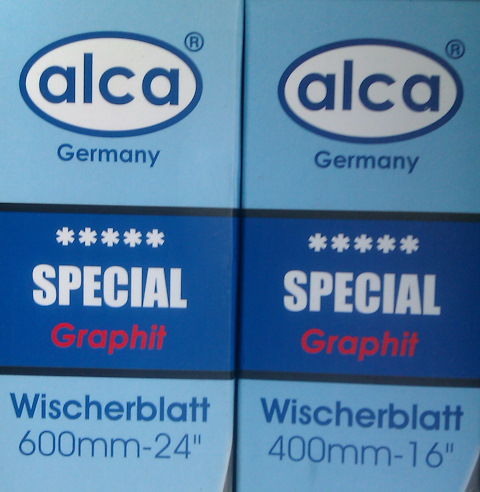 alca®
Germany
*****
SPECIAL
Graphit
Wischerblatt
600mm-24"
alca®
Germany
*****
SPECIAL
Graphit
Wischerblatt
400mm-16"